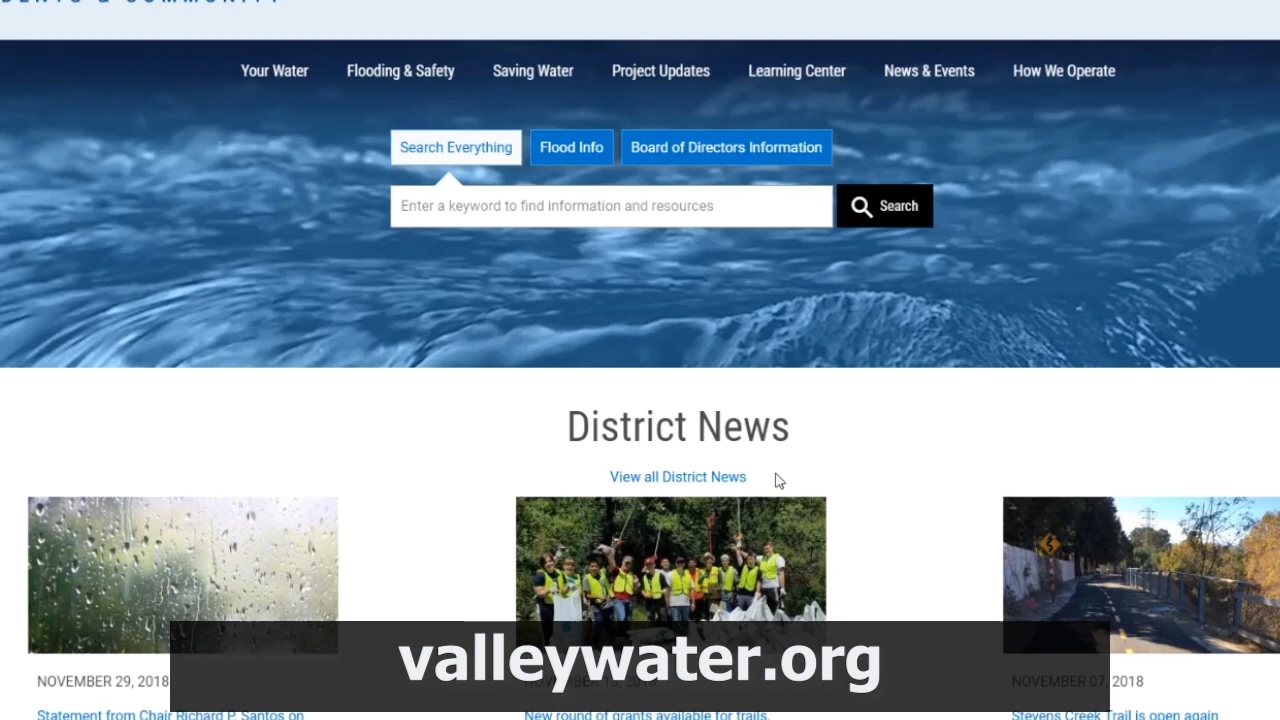 Your Water Flooding & Safety Saving Water Project Updates Learning Center News & Events How We Operate
Search Everything Flood Info Board of Directors Information
Enter a keyword to find information and resources Search
District News
View all District News
valleywater.org
NOVEMBER 29, 2018 NOVEMBER 07, 2018
Statement from Chair Richard P. Santos on New round of grants available for trails, Stevens Creek Trail is open again